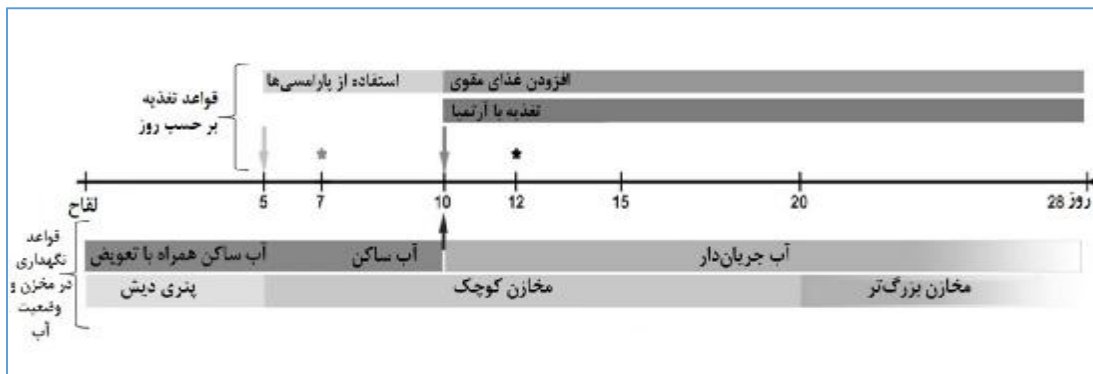 استفاده از پارامسی‌ها
افزودن غذای مقوی
تغذیه با آرتمیا
قواعد تغذیه
بر حسب روز
* *
لقاح 5 7 10 12 15 20 28 روز
قواعد
نگهداری
در مخزن و
وضعیت
آب
آب ساکن همراه با تعویض
آب ساکن
آب جریان‌دار
پتری دیش
مخازن کوچک
مخازن بزرگ‌تر